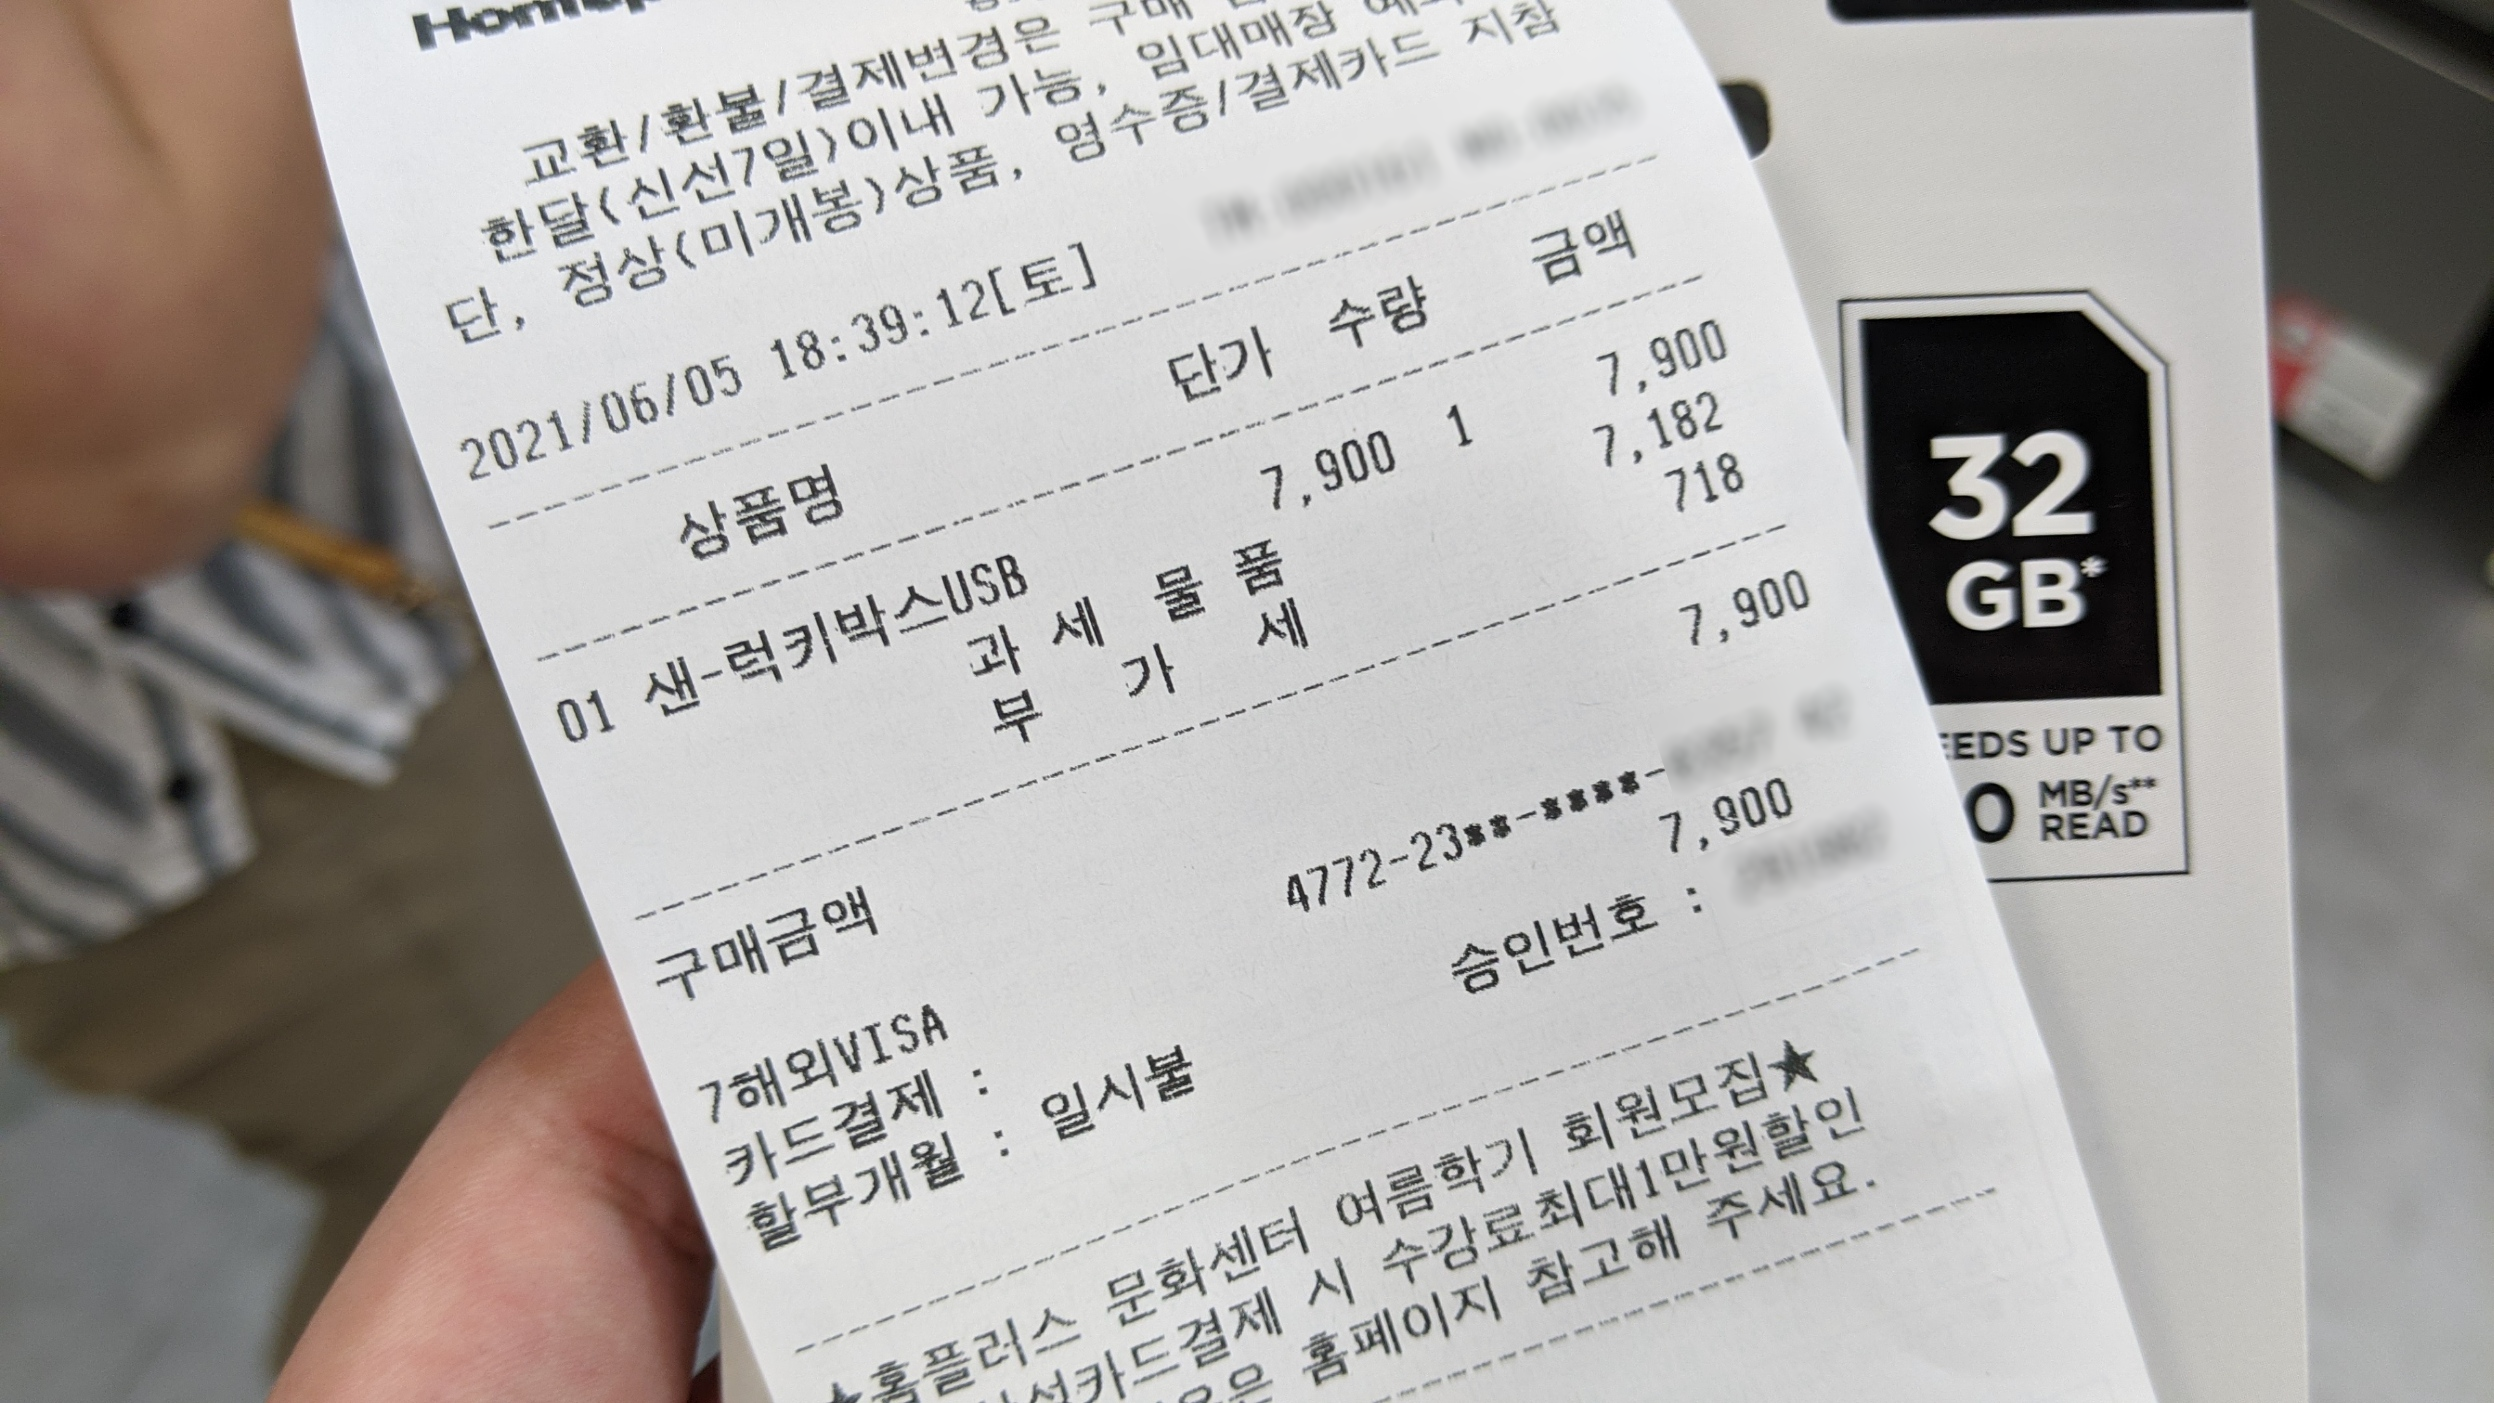 교환/환불/결제변경은 구매
한달(신선7일)이내 가능, 임대매장
단, 정상(미개봉)상품, 영수증/결제카드 지참
2021/06/05 18:39:12[토]
상품명 단가 수량 금액
01 샌-럭키박스USB 7,900 1 7,900
과 세 물 품 7,182
부 가 세 718
구매금액 7,900
7해외VISA 4772-23**-****-
카드결제 : 7,900
할부개월 : 일시불 승인번호 :
★홈플러스 문화센터 여름학기 회원모집★
카드결제 시 수강료최대1만원할인
홈페이지 참고해 주세요.
32
GB*
UP TO
MB/s**
READ